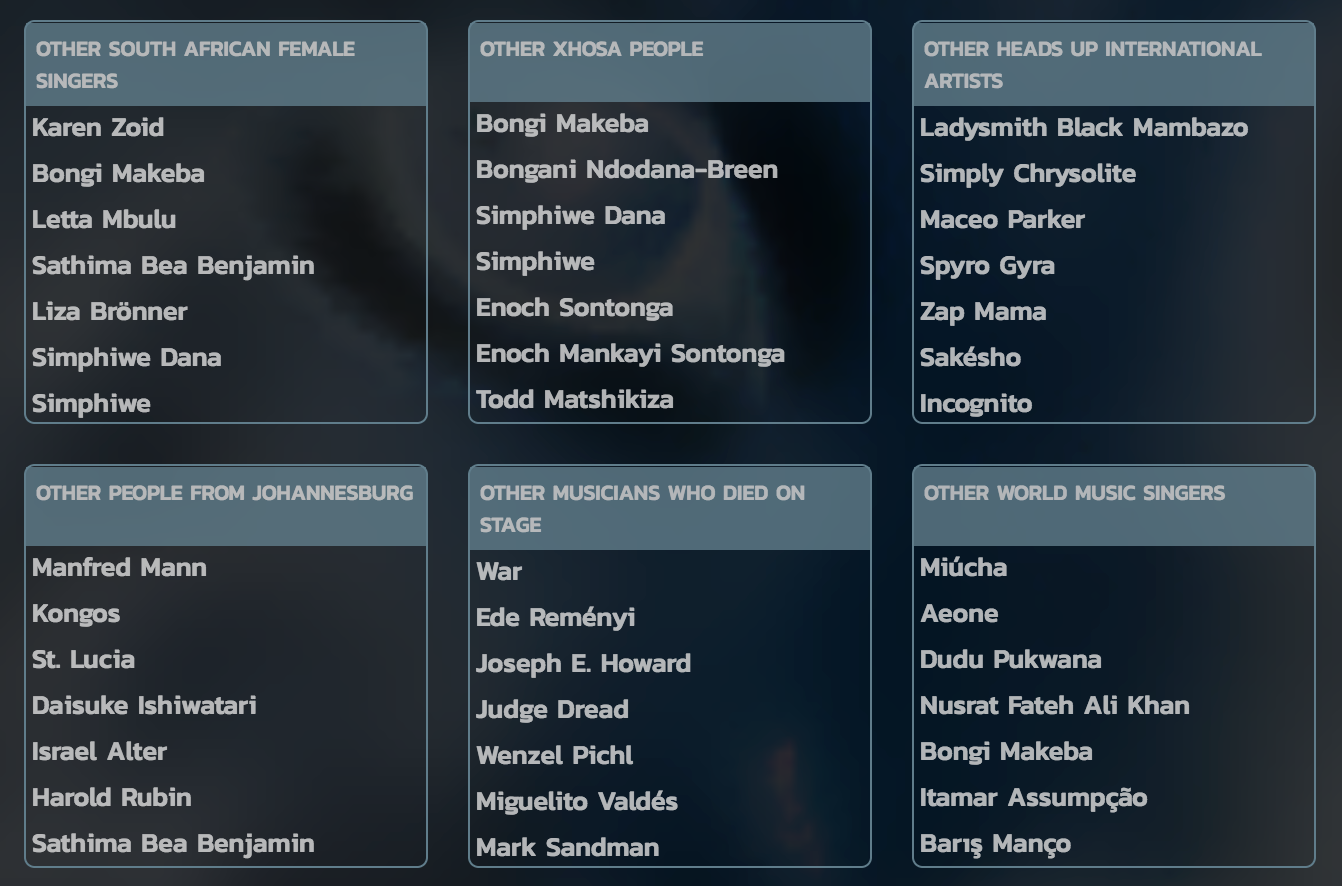 OTHER SOUTH AFRICAN FEMALE
SINGERS
Karen Zoid
Bongi Makeba
Letta Mbulu
Sathima Bea Benjamin
Liza Brönner
Simphiwe Dana
Simphiwe
OTHER XHOSA PEOPLE
Bongi Makeba
Bongani Ndodana-Breen
Simphiwe Dana
Simphiwe
Enoch Sontonga
Enoch Mankayi Sontonga
Todd Matshikiza
OTHER HEADS UP INTERNATIONAL
ARTISTS
Ladysmith Black Mambazo
Simply Chrysolite
Maceo Parker
Spyro Gyra
Zap Mama
Sakésho
Incognito
OTHER PEOPLE FROM JOHANNESBURG
Manfred Mann
Kongos
St. Lucia
Daisuke Ishiwatari
Israel Alter
Harold Rubin
Sathima Bea Benjamin
OTHER MUSICIANS WHO DIED ON
STAGE
War
Ede Reményi
Joseph E. Howard
Judge Dread
Wenzel Pichl
Miguelito Valdés
Mark Sandman
OTHER WORLD MUSIC SINGERS
Miúcha
Aeone
Dudu Pukwana
Nusrat Fateh Ali Khan
Bongi Makeba
Itamar Assumpção
Barış Manço